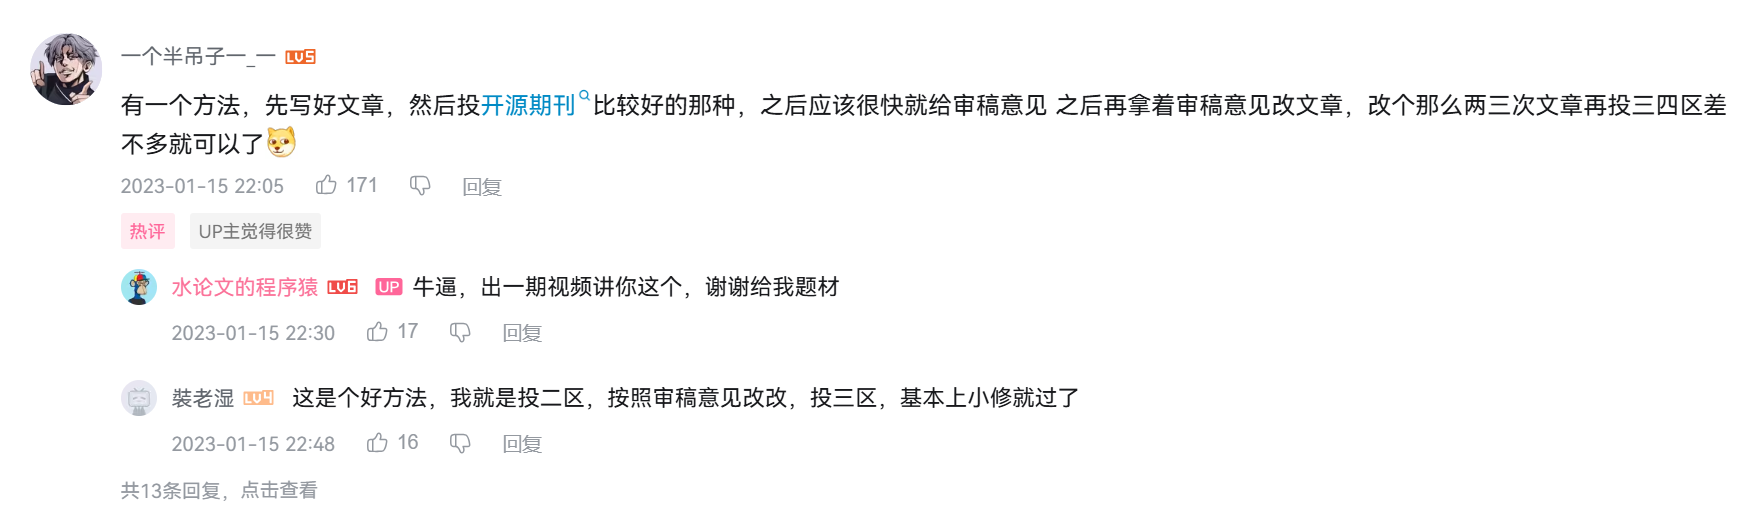 一个半吊子一_一 LV5
有一个方法，先写好文章，然后投开源期刊比较好的那种，之后应该很快就给审稿意见 之后再拿着审稿意见改文章，改个那么两三次文章再投三四区差
不多就可以了
2023-01-15 22:05 171 回复
热评 UP主觉得很赞
水论文的程序猿 LV6 UP 牛逼，出一期视频讲你这个，谢谢给我题材
2023-01-15 22:30 17 回复
裝老湿 LV4 这是个好方法，我就是投二区，按照审稿意见改改，投三区，基本上小修就过了
2023-01-15 22:48 16 回复
共13条回复，点击查看